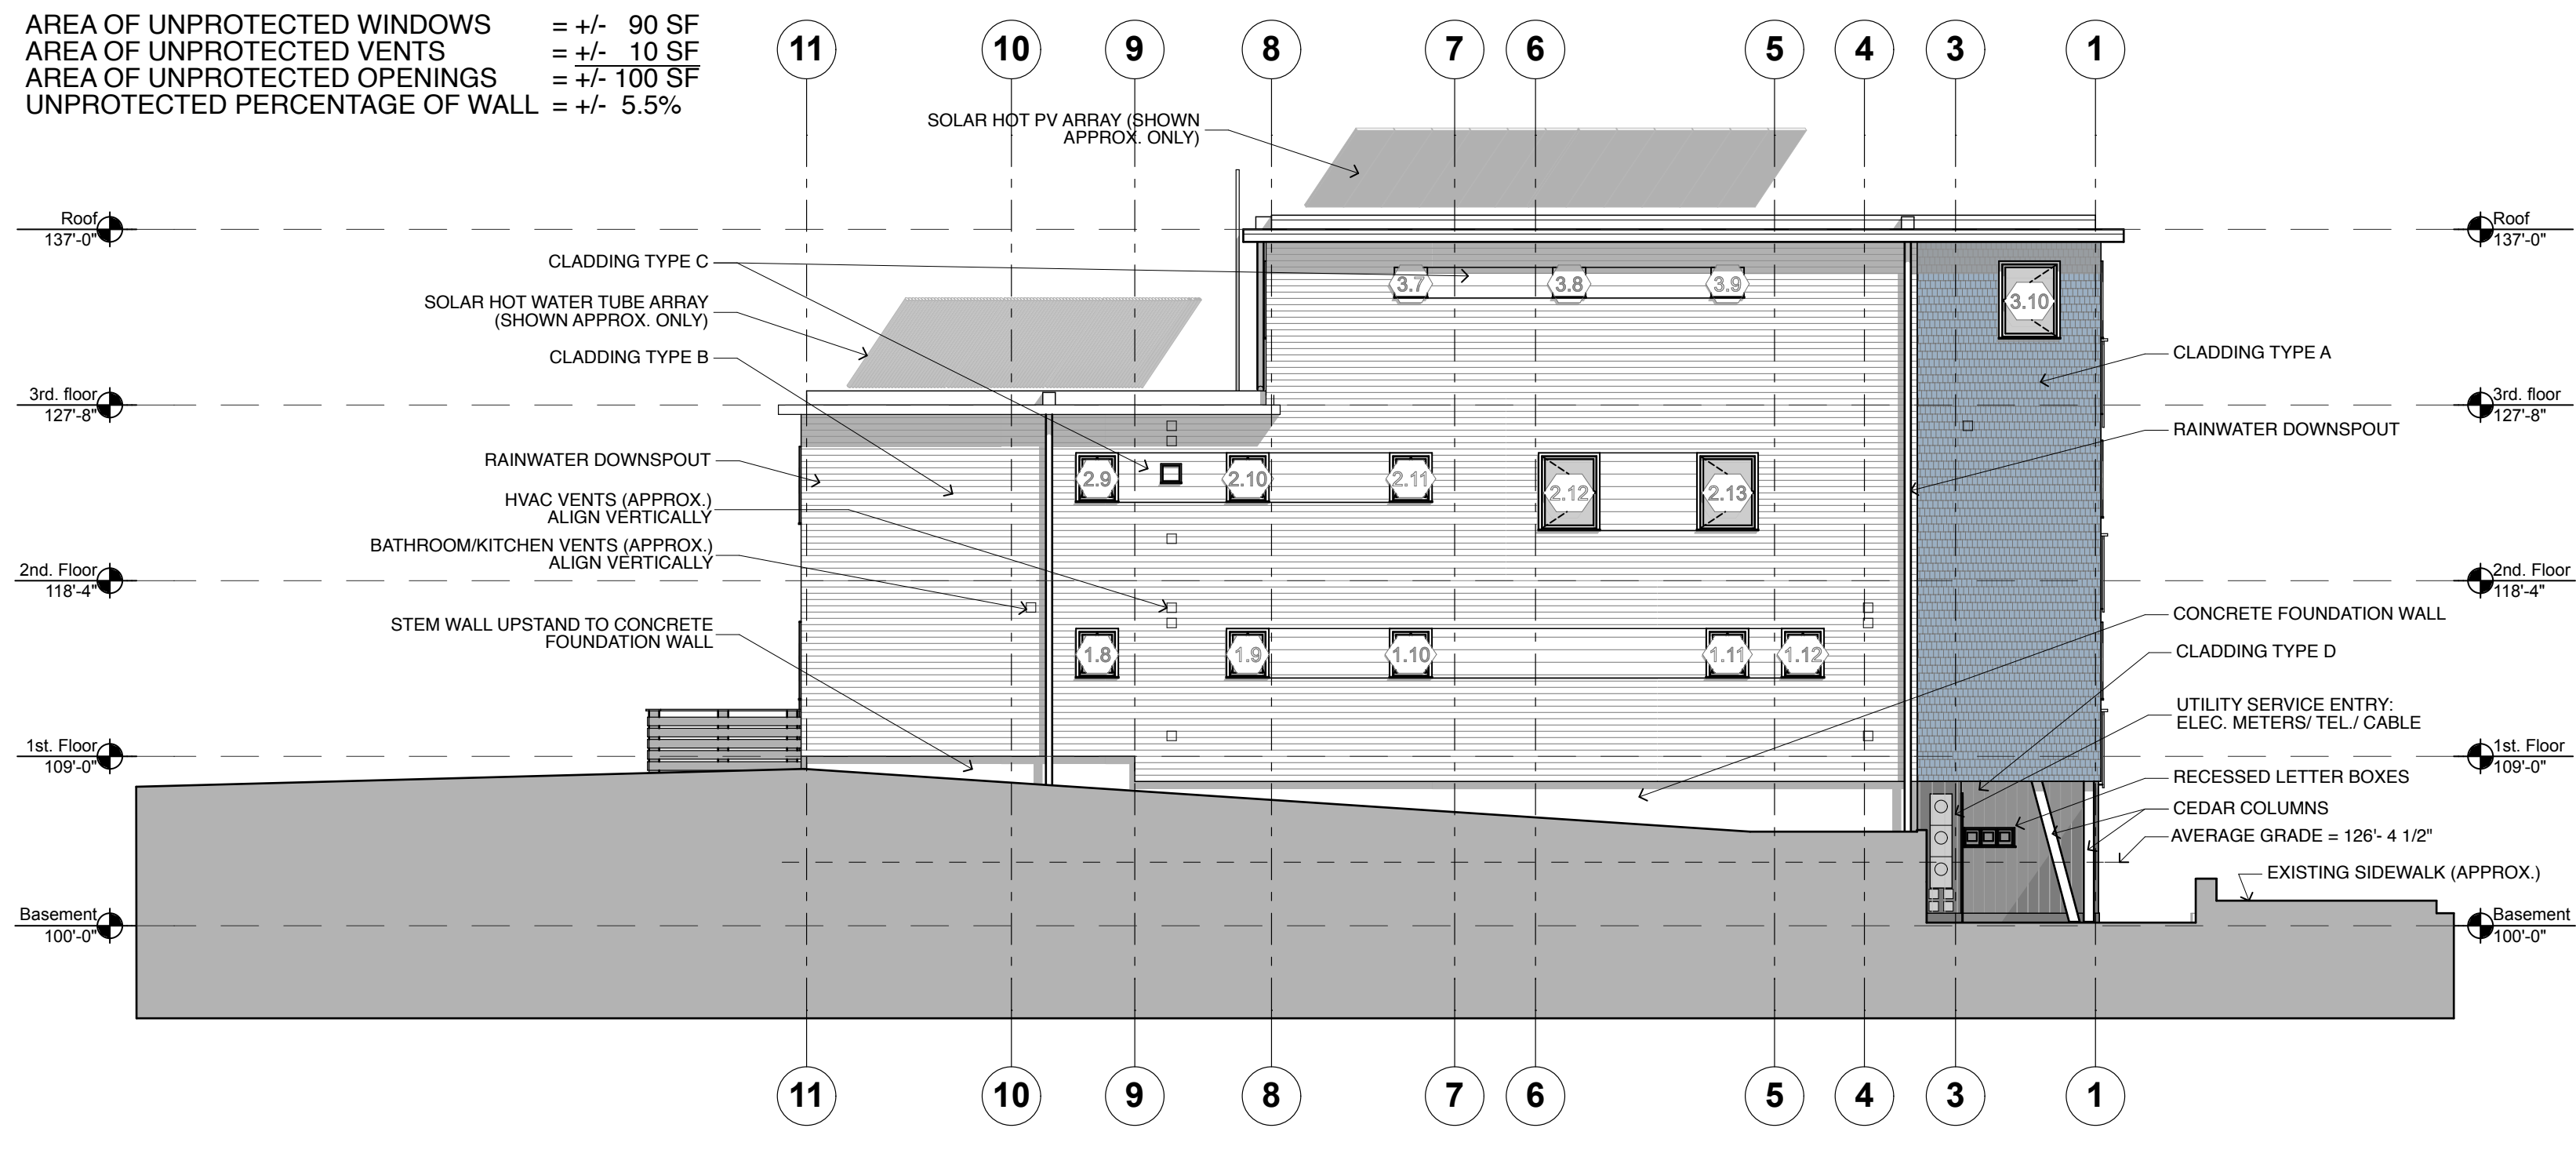 AREA OF UNPROTECTED WINDOWS = +/- 90 SF
AREA OF UNPROTECTED VENTS = +/- 10 SF
AREA OF UNPROTECTED OPENINGS = +/- 100 SF
UNPROTECTED PERCENTAGE OF WALL = +/- 5.5%
11 10 9 8 7 6 5 4 3 1
SOLAR HOT PV ARRAY (SHOWN
APPROX. ONLY)
Roof
137'-0"
Roof
137'-0"
CLADDING TYPE C
3.7 3.8 3.9 3.10
SOLAR HOT WATER TUBE ARRAY
(SHOWN APPROX. ONLY)
CLADDING TYPE B
CLADDING TYPE A
3rd. floor
127'-8"
3rd. floor
127'-8"
RAINWATER DOWNSPOUT
RAINWATER DOWNSPOUT
2.9 2.10 2.11 2.12 2.13
HVAC VENTS (APPROX.)
ALIGN VERTICALLY
BATHROOM/KITCHEN VENTS (APPROX.)
ALIGN VERTICALLY
2nd. Floor
118'-4"
2nd. Floor
118'-4"
STEM WALL UPSTAND TO CONCRETE
FOUNDATION WALL
CONCRETE FOUNDATION WALL
1.8 1.9 1.10 1.11 1.12
CLADDING TYPE D
UTILITY SERVICE ENTRY:
ELEC. METERS/ TEL./ CABLE
1st. Floor
109'-0"
1st. Floor
109'-0"
RECESSED LETTER BOXES
CEDAR COLUMNS
AVERAGE GRADE = 126'- 4 1/2"
EXISTING SIDEWALK (APPROX.)
Basement
100'-0"
Basement
100'-0"
11 10 9 8 7 6 5 4 3 1